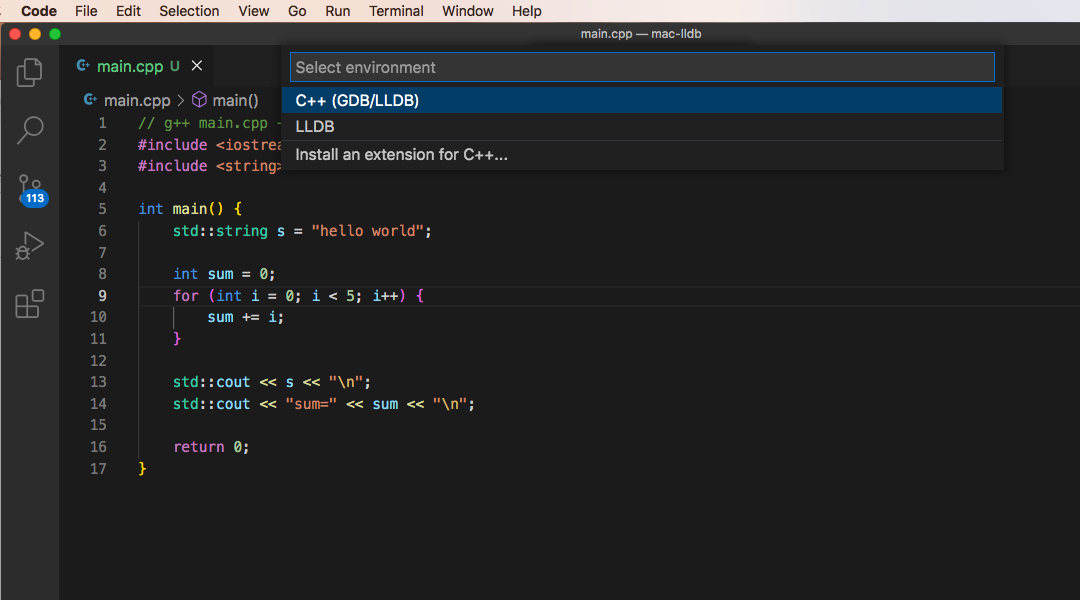 Code File Edit Selection View Go Run Terminal Window Help
main.cpp — mac-lldb
main.cpp U
Select environment
C++ (GDB/LLDB)
LLDB
Install an extension for C++...
main.cpp > main()
113
1 // g++ main.cpp
2 #include <iostrea
3 #include <string>
4
5 int main() {
6 std::string s = "hello world";
7
8 int sum = 0;
9 for (int i = 0; i < 5; i++) {
10 sum += i;
11 }
12
13 std::cout << s << "\n";
14 std::cout << "sum=" << sum << "\n";
15
16 return 0;
17 }